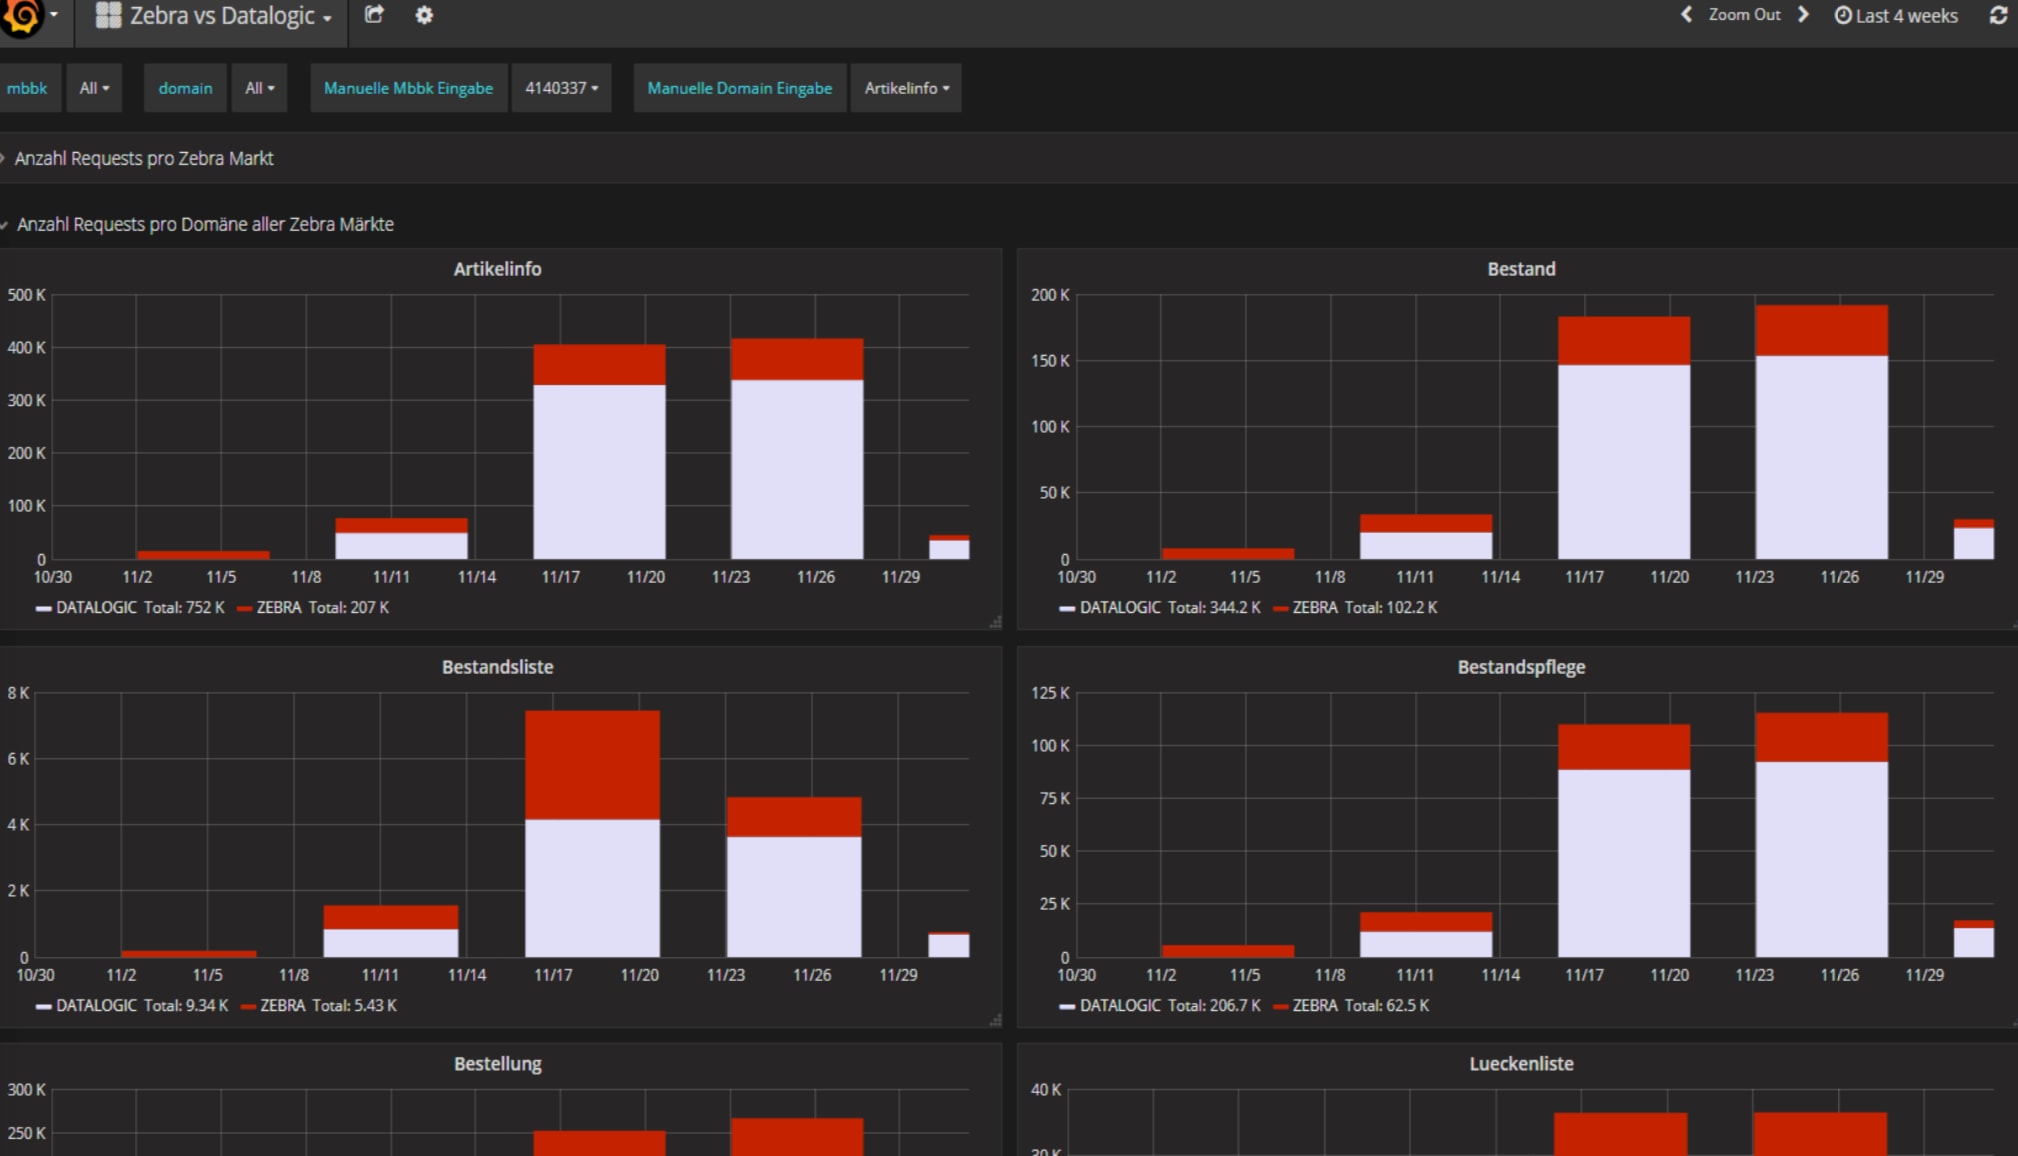 Zebra vs Datalogic
Zoom Out
Last 4 weeks
mbbk All domain All Manuelle Mbbk Eingabe 4140337 Manuelle Domain Eingabe Artikelinfo
Anzahl Requests pro Zebra Markt
Anzahl Requests pro Domäne aller Zebra Märkte
Artikelinfo
500 K
400 K
300 K
200 K
100 K
0
10/30 11/2 11/5 11/8 11/11 11/14 11/17 11/20 11/23 11/26 11/29
DATALOGIC Total: 752 K ZEBRA Total: 207 K
Bestand
200 K
150 K
100 K
50 K
0
10/30 11/2 11/5 11/8 11/11 11/14 11/17 11/20 11/23 11/26 11/29
DATALOGIC Total: 344.2 K ZEBRA Total: 102.2 K
Bestandsliste
8 K
6 K
4 K
2 K
0
10/30 11/2 11/5 11/8 11/11 11/14 11/17 11/20 11/23 11/26 11/29
DATALOGIC Total: 9.34 K ZEBRA Total: 5.43 K
Bestandspflege
125 K
100 K
75 K
50 K
25 K
0
10/30 11/2 11/5 11/8 11/11 11/14 11/17 11/20 11/23 11/26 11/29
DATALOGIC Total: 206.7 K ZEBRA Total: 62.5 K
Bestellung
300 K
250 K
Lueckenliste
40 K
30 K